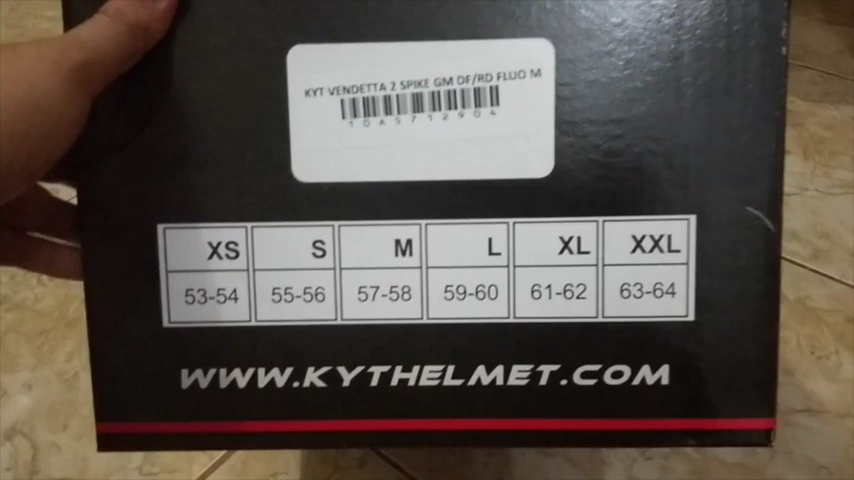 KYT VENDETTA 2 SPIKE GM DF/RD FLUO M
10A5712904
XS S M L XL XXL
53-54 55-56 57-58 59-60 61-62 63-64
WWW.KYTHELMET.COM